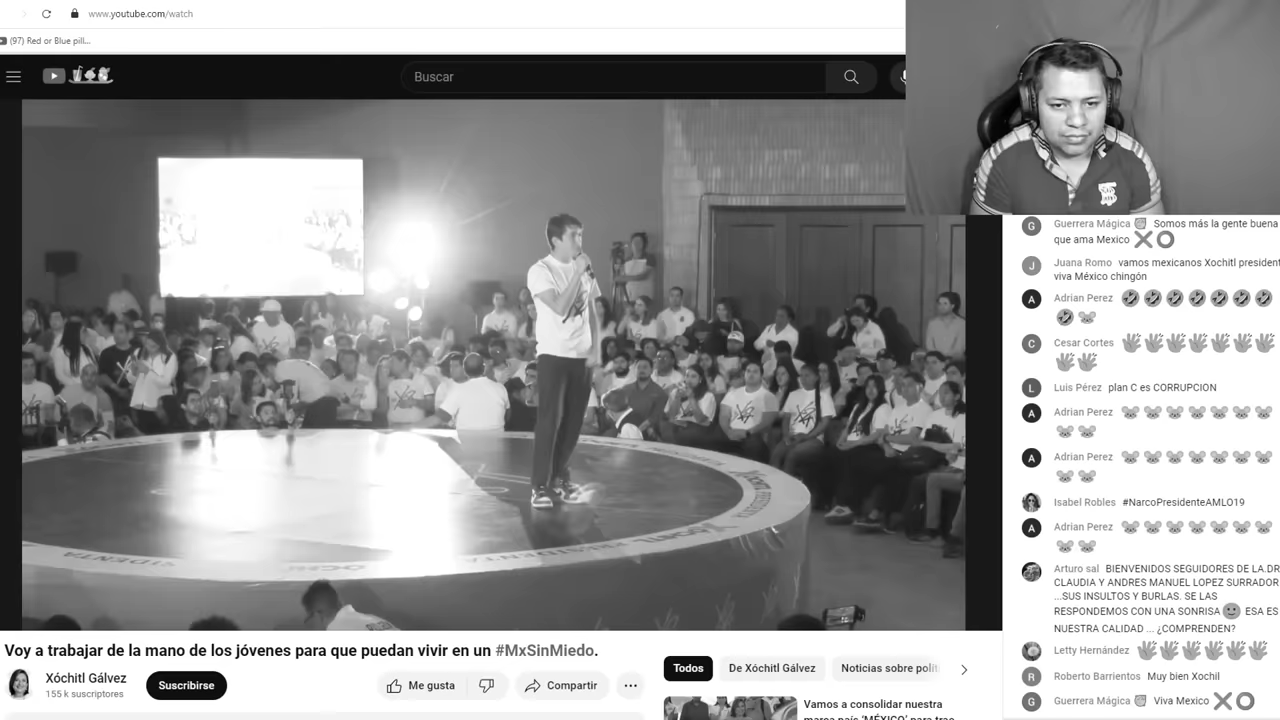 www.youtube.com/watch
(97) Red or Blue pill...
Buscar
Guerrera Mágica Somos más la gente buena
que ama Mexico
Juana Romo vamos mexicanos Xochitl president
viva México chingón
Adrian Perez
Cesar Cortes
Luis Pérez plan C es CORRUPCION
Adrian Perez
Adrian Perez
Isabel Robles #NarcoPresidenteAMLO19
Adrian Perez
Arturo sal BIENVENIDOS SEGUIDORES DE LA.DR
CLAUDIA Y ANDRES MANUEL LOPEZ SURRADOR
...SUS INSULTOS Y BURLAS. SE LAS
RESPONDEMOS CON UNA SONRISA ESA ES
NUESTRA CALIDAD ... ¿COMPRENDEN?
Letty Hernández
Roberto Barrientos Muy bien Xochil
Guerrera Mágica Viva Mexico
Voy a trabajar de la mano de los jóvenes para que puedan vivir en un #MxSinMiedo.
Xóchitl Gálvez
155 k suscriptores
Suscribirse
Me gusta
Compartir
Todos
De Xóchitl Gálvez
Noticias sobre polít
Vamos a consolidar nuestra
marca país 'MÉXICO' para trae